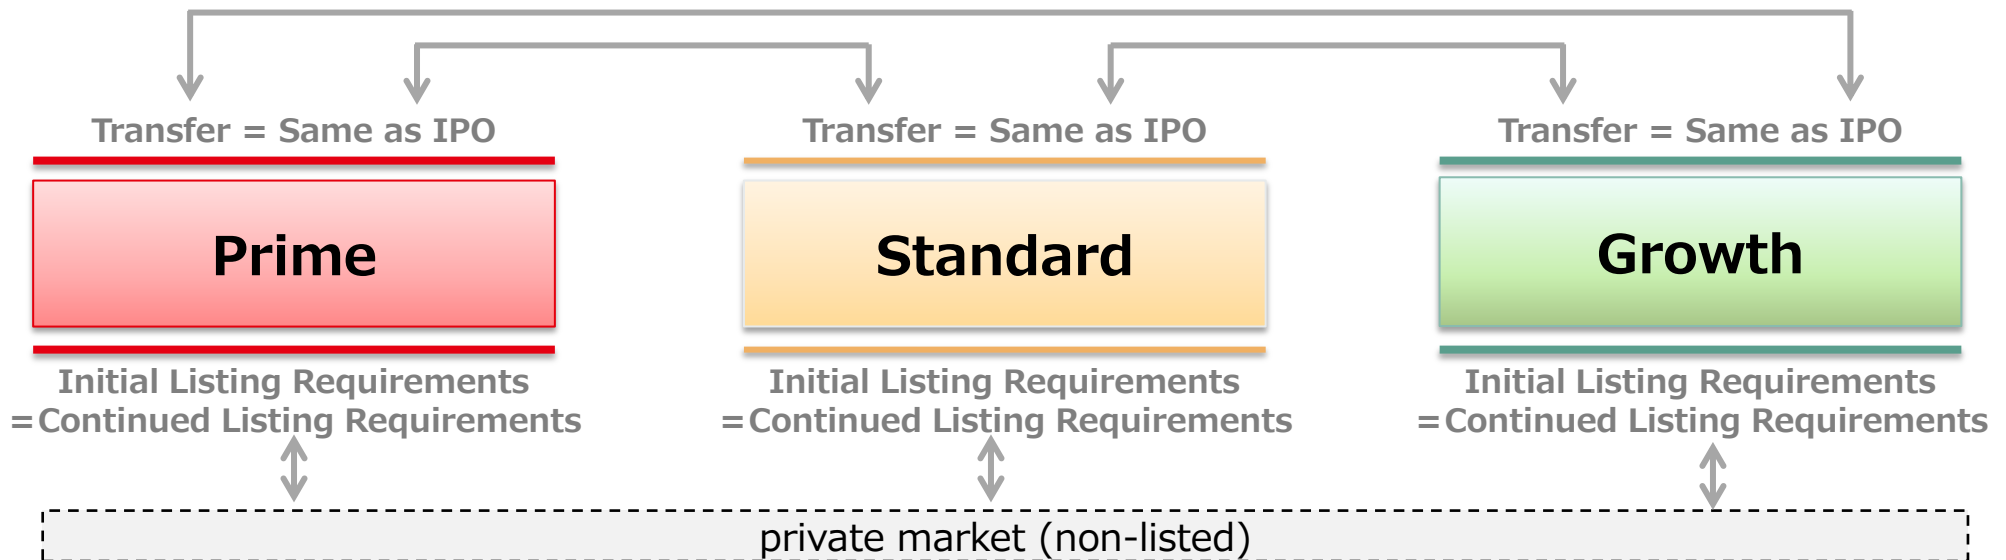 Transfer = Same as IPO
Transfer = Same as IPO
Transfer = Same as IPO
Prime
Standard
Growth
Initial Listing Requirements
=Continued Listing Requirements
Initial Listing Requirements
=Continued Listing Requirements
Initial Listing Requirements
=Continued Listing Requirements
private market (non-listed)